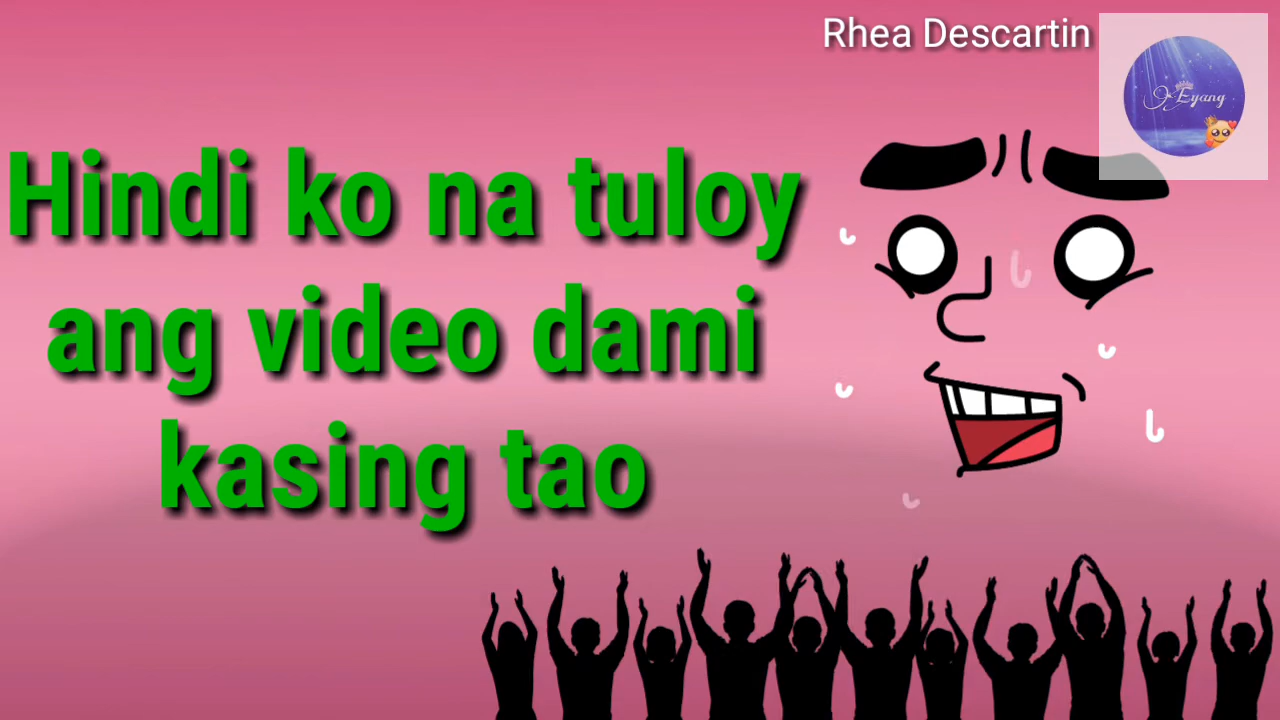 Rhea Descartin
Eyang
Hindi ko na tuloy
ang video dami
kasing tao